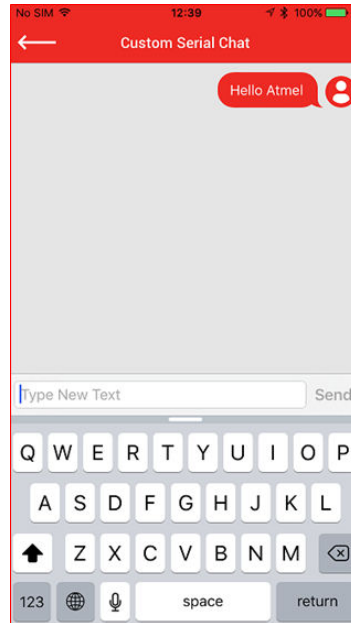 No SIM 12:39 100%
Custom Serial Chat
Hello Atmel
Type New Text Send
Q W E R T Y U I O P
A S D F G H J K L
Z X C V B N M
123 space return